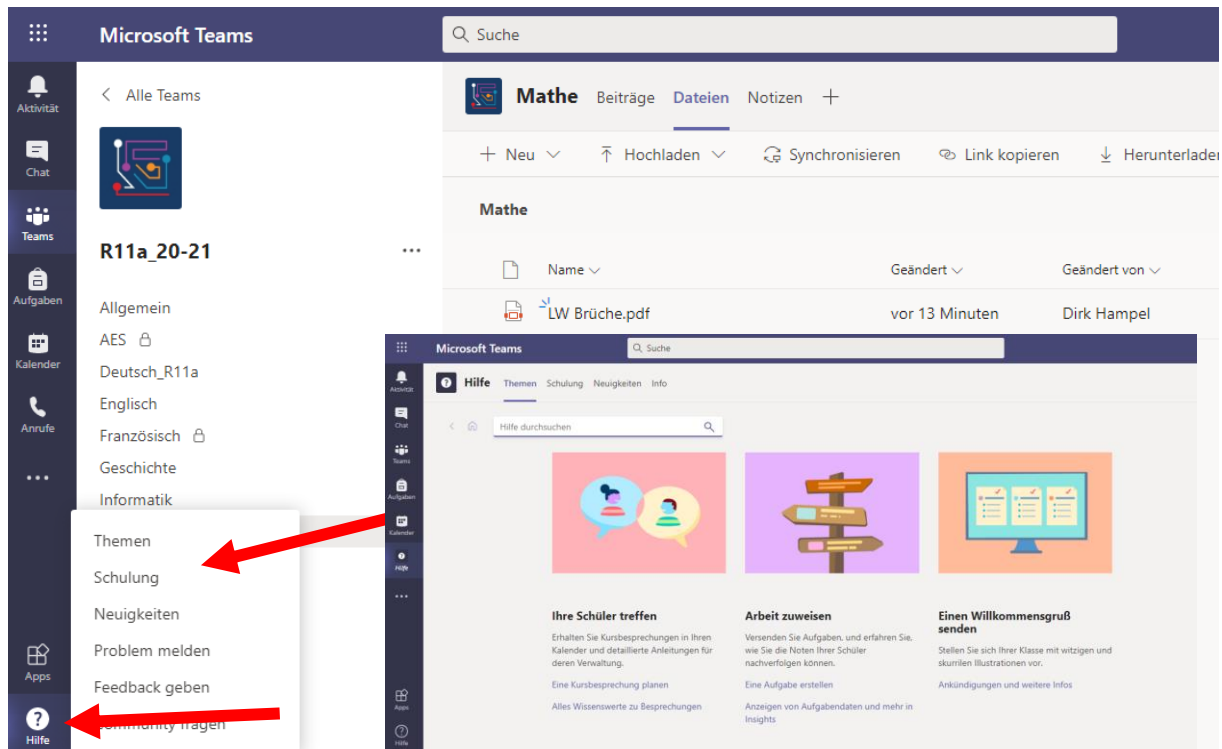 Microsoft Teams
Suche
Aktivität
Chat
Teams
Aufgaben
Kalender
Anrufe
Apps
Hilfe
Alle Teams
R11a_20-21
Allgemein
AES
Deutsch_R11a
Englisch
Französisch
Geschichte
Informatik
Themen
Schulung
Neuigkeiten
Problem melden
Feedback geben
Community fragen
Mathe Beiträge Dateien Notizen
Neu Hochladen Synchronisieren Link kopieren Herunterladen
Mathe
Name Geändert Geändert von
LW Brüche.pdf vor 13 Minuten Dirk Hampel
Microsoft Teams Suche
Aktivität
Chat
Teams
Aufgaben
Kalender
Hilfe
Apps
Hilfe
Hilfe Themen Schulung Neuigkeiten Info
Hilfe durchsuchen
Ihre Schüler treffen
Erhalten Sie Kursbesprechungen in Ihren
Kalender und detaillierte Anleitungen für
deren Verwaltung.
Eine Kursbesprechung planen
Alles Wissenswerte zu Besprechungen
Arbeit zuweisen
Versenden Sie Aufgaben, und erfahren Sie,
wie Sie die Noten Ihrer Schüler
nachverfolgen können.
Eine Aufgabe erstellen
Anzeigen von Aufgabendaten und mehr in
Insights
Einen Willkommensgruß
senden
Stellen Sie sich Ihrer Klasse mit witzigen und
skurrilen Illustrationen vor.
Ankündigungen und weitere Infos